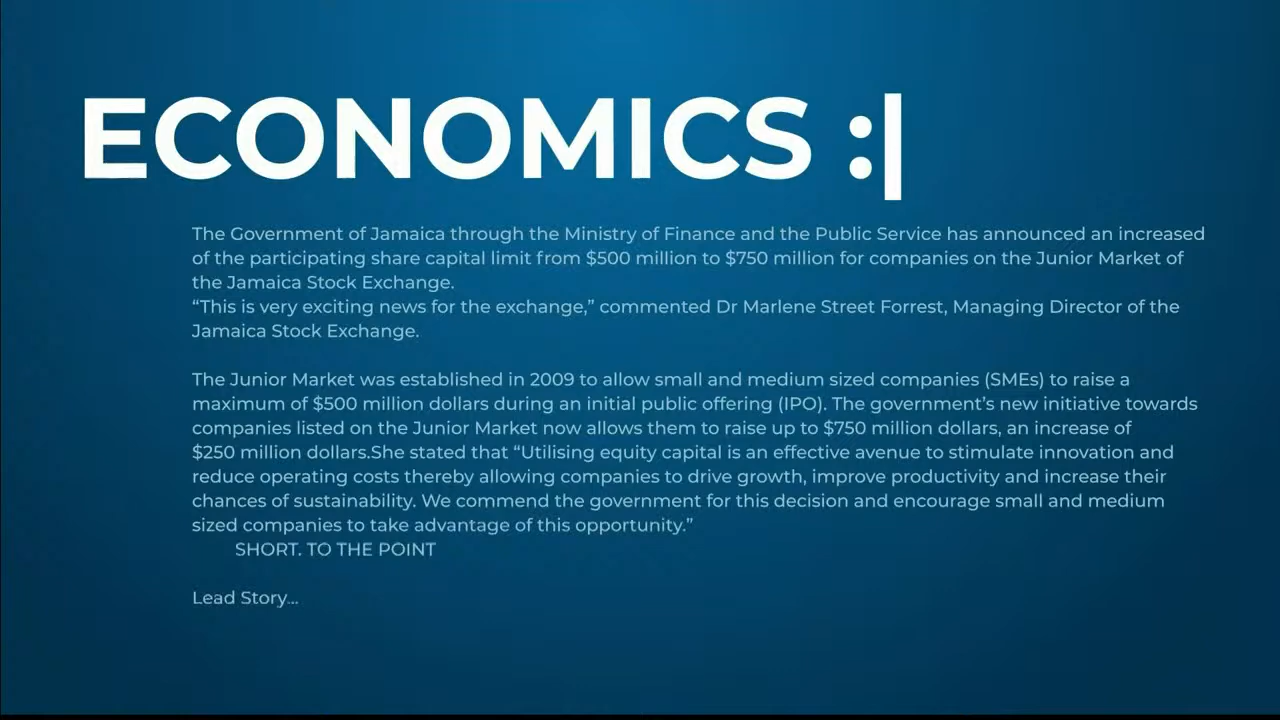 ECONOMICS :|
The Government of Jamaica through the Ministry of Finance and the Public Service has announced an increased
of the participating share capital limit from $500 million to $750 million for companies on the Junior Market of
the Jamaica Stock Exchange.
“This is very exciting news for the exchange,” commented Dr Marlene Street Forrest, Managing Director of the
Jamaica Stock Exchange.
The Junior Market was established in 2009 to allow small and medium sized companies (SMEs) to raise a
maximum of $500 million dollars during an initial public offering (IPO). The government’s new initiative towards
companies listed on the Junior Market now allows them to raise up to $750 million dollars, an increase of
$250 million dollars.She stated that “Utilising equity capital is an effective avenue to stimulate innovation and
reduce operating costs thereby allowing companies to drive growth, improve productivity and increase their
chances of sustainability. We commend the government for this decision and encourage small and medium
sized companies to take advantage of this opportunity.”
SHORT. TO THE POINT
Lead Story...